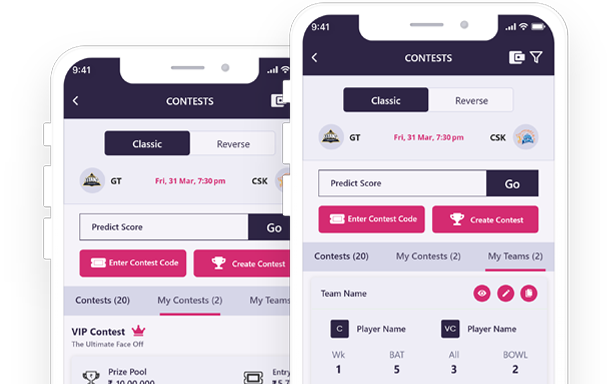 9:41
CONTESTS
Classic Reverse
GT Fri, 31 Mar, 7:30 pm CSK
Predict Score Go
Enter Contest Code Create Contest
Contests (20) My Contests (2) My Teams
VIP Contest
The Ultimate Face Off
Prize Pool Entry
₹ 10,00,000
9:41
CONTESTS
Classic Reverse
GT Fri, 31 Mar, 7:30 pm CSK
Predict Score Go
Enter Contest Code Create Contest
Contests (20) My Contests (2) My Teams (2)
Team Name
C Player Name VC Player Name
Wk BAT All BOWL
1 5 3 2